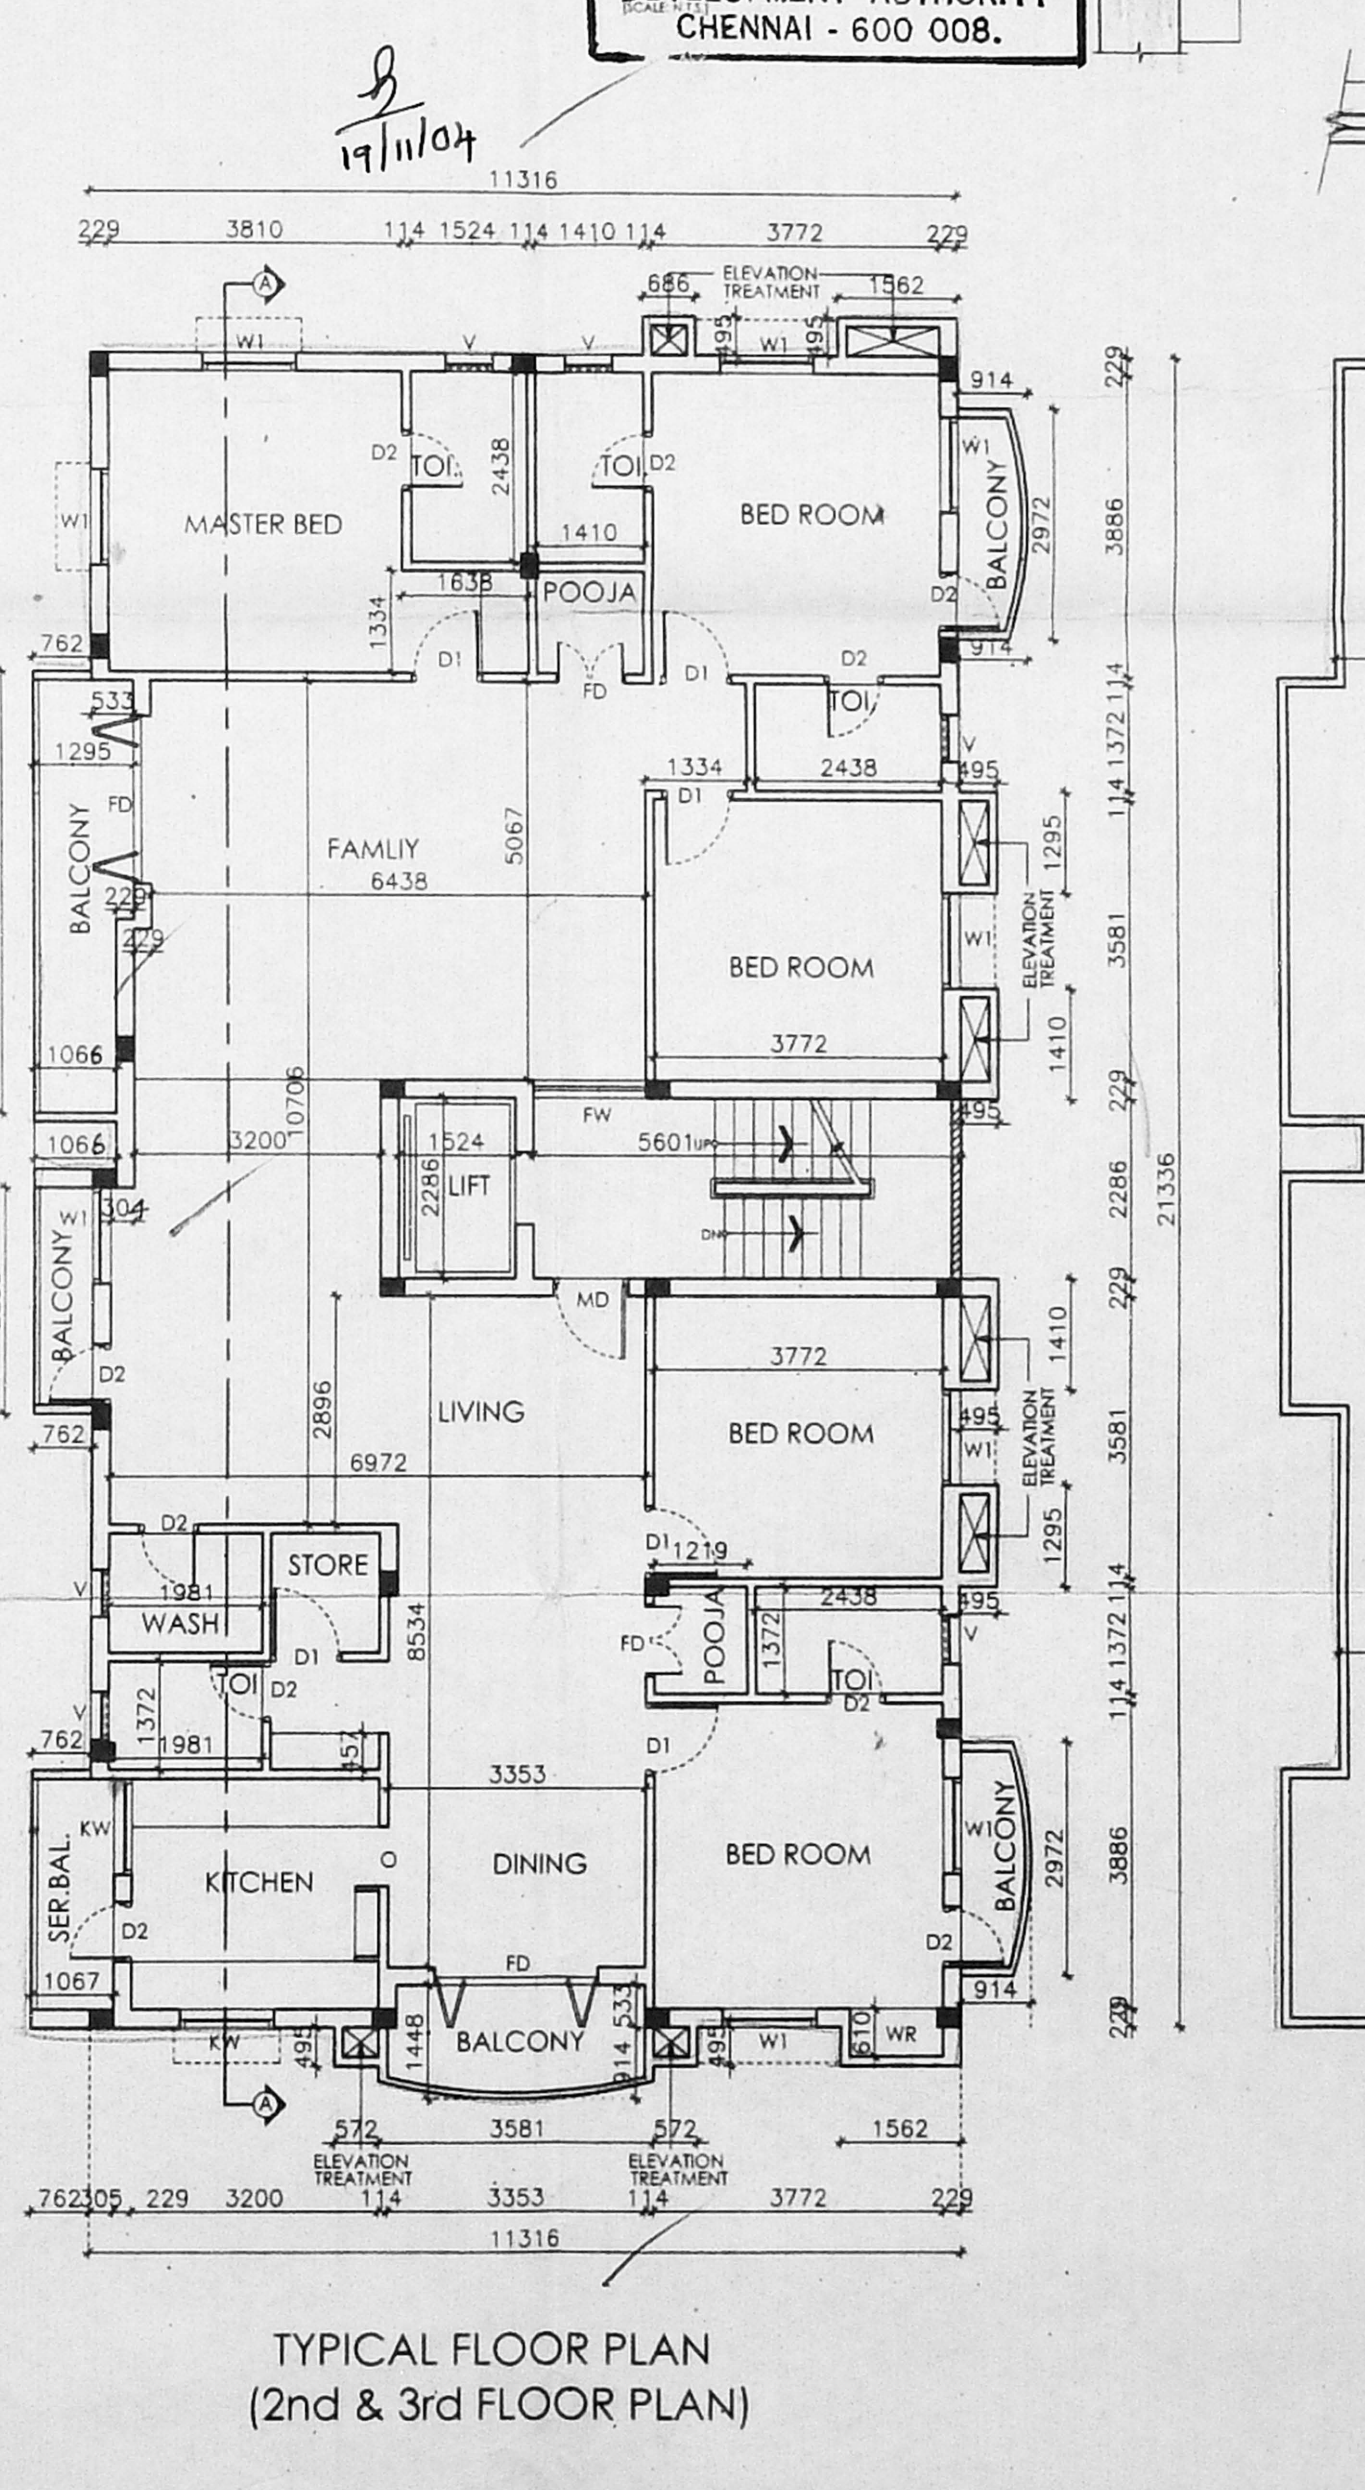 CHENNAI - 600 008.
19/11/04
11316
229 3810 114 1524 114 1410 114 3772 229
A
686
ELEVATION
TREATMENT
1562
W1 V V 495 W1 495
229
914
D2 TOI. 2438 TOI. D2
W1
BALCONY
2972
3886
W1
MASTER BED
BED ROOM
1410
1638
POOJA
1334
D2
762
D1
FD
D1
D2
914
114
533
TOI.
1372
V
1295
1334
2438
495
D1
114
FD
BALCONY
FAMLIY
5067
6438
1295
229
229
W1
ELEVATION
TREATMENT
3581
BED ROOM
1066
3772
1410
10706
229
FW
495
1066
3200
1524
5601
UP
2286
LIFT
2286
21336
W1
304
DN
BALCONY
MD
229
D2
3772
1410
2896
LIVING
BED ROOM
495
W1
ELEVATION
TREATMENT
3581
762
6972
D2
D1
1219
1295
STORE
V
1981
WASH
114
2438
495
8534
FD
POOJA
1372
V
1372
D1
TOI
D2
TOI
D2
114
V
1372
762
1981
457
D1
3353
KW
SER.BAL.
KITCHEN
O
DINING
BED ROOM
W1
BALCONY
2972
3886
D2
FD
D2
1067
914
533
229
KW
495
1448
BALCONY
914
495
W1
610
WR
A
572
3581
572
1562
ELEVATION
TREATMENT
ELEVATION
TREATMENT
762 305 229 3200 114 3353 114 3772 229
11316
TYPICAL FLOOR PLAN
(2nd & 3rd FLOOR PLAN)